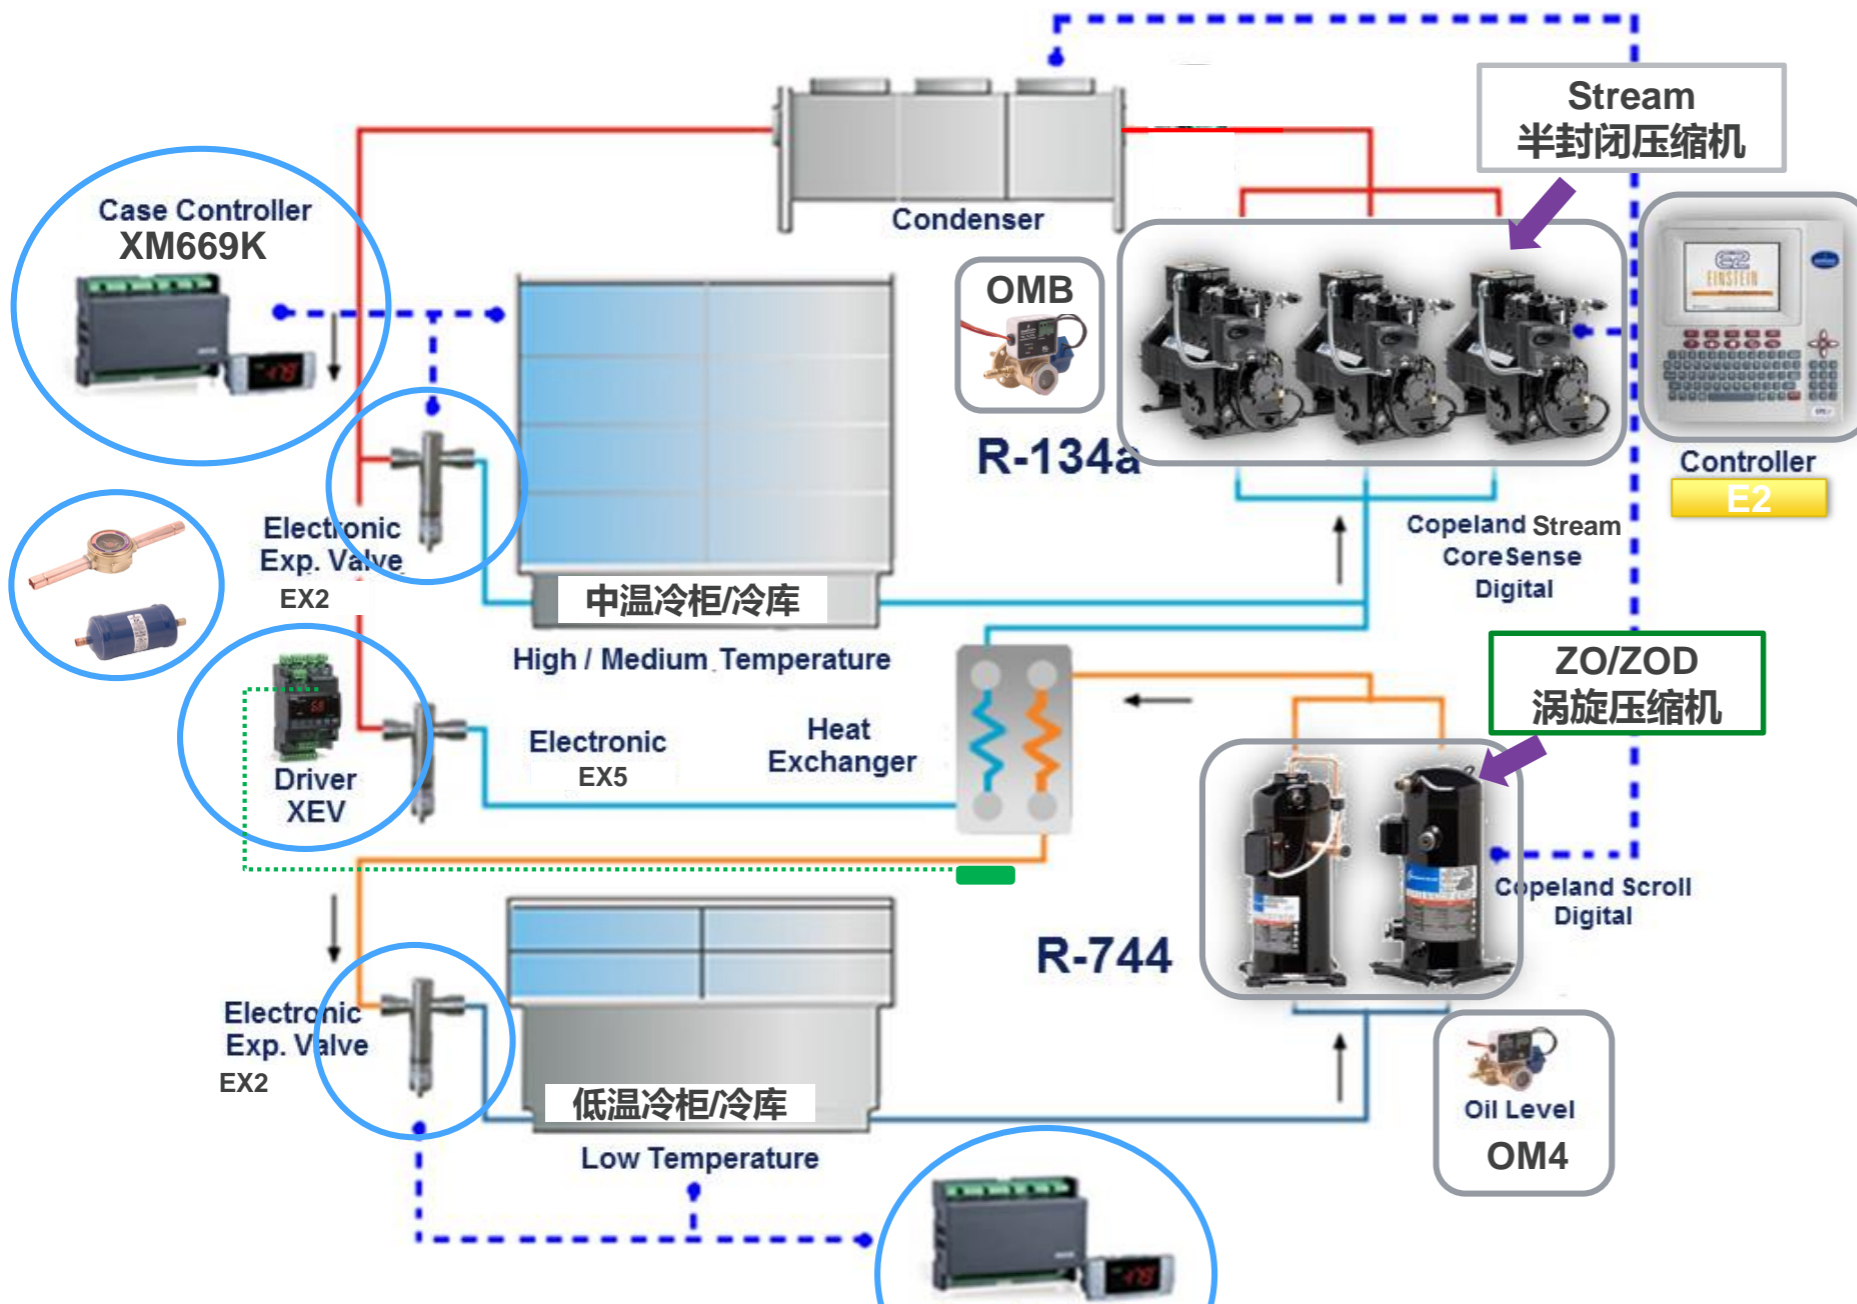 Stream
半封闭压缩机
Condenser
Case Controller
XM669K
OMB
EINSTEIN
R-134a
Controller
E2
Electronic
Exp. Valve
EX2
Copeland Stream
CoreSense
Digital
中温冷柜/冷库
High / Medium Temperature
ZO/ZOD
涡旋压缩机
Driver
XEV
Electronic
EX5
Heat
Exchanger
Copeland Scroll
Digital
R-744
Electronic
Exp. Valve
EX2
低温冷柜/冷库
Low Temperature
Oil Level
OM4